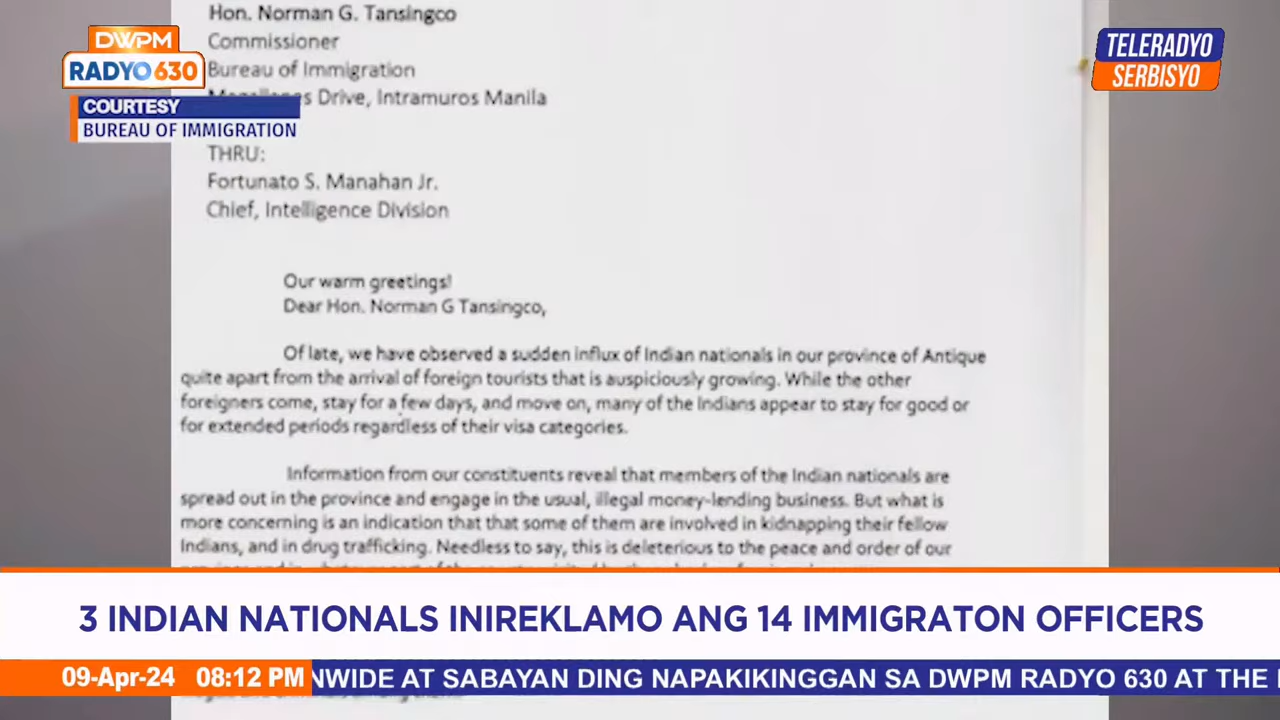 Hon. Norman G. Tansingco
DWPM
RADYO 630
Commissioner
Bureau of Immigration
TELERADYO
SERBISYO
COURTESY
Drive, Intramuros Manila
BUREAU OF IMMIGRATION
THRU:
Fortunato S. Manahan Jr.
Chief, Intelligence Division
Our warm greetings!
Dear Hon. Norman G Tansingco,
Of late, we have observed a sudden influx of Indian nationals in our province of Antique
quite apart from the arrival of foreign tourists that is auspiciously growing. While the other
foreigners come, stay for a few days, and move on, many of the Indians appear to stay for good or
for extended periods regardless of their visa categories.
Information from our constituents reveal that members of the Indian nationals are
spread out in the province and engage in the usual, illegal money-lending business. But what is
more concerning is an indication that that some of them are involved in kidnapping their fellow
Indians, and in drug trafficking. Needless to say, this is deleterious to the peace and order of our
3 INDIAN NATIONALS INIREKLAMO ANG 14 IMMIGRATON OFFICERS
09-Apr-24 08:12 PM NWIDE AT SABAYAN DING NAPAKIKINGGAN SA DWPM RADYO 630 AT THE